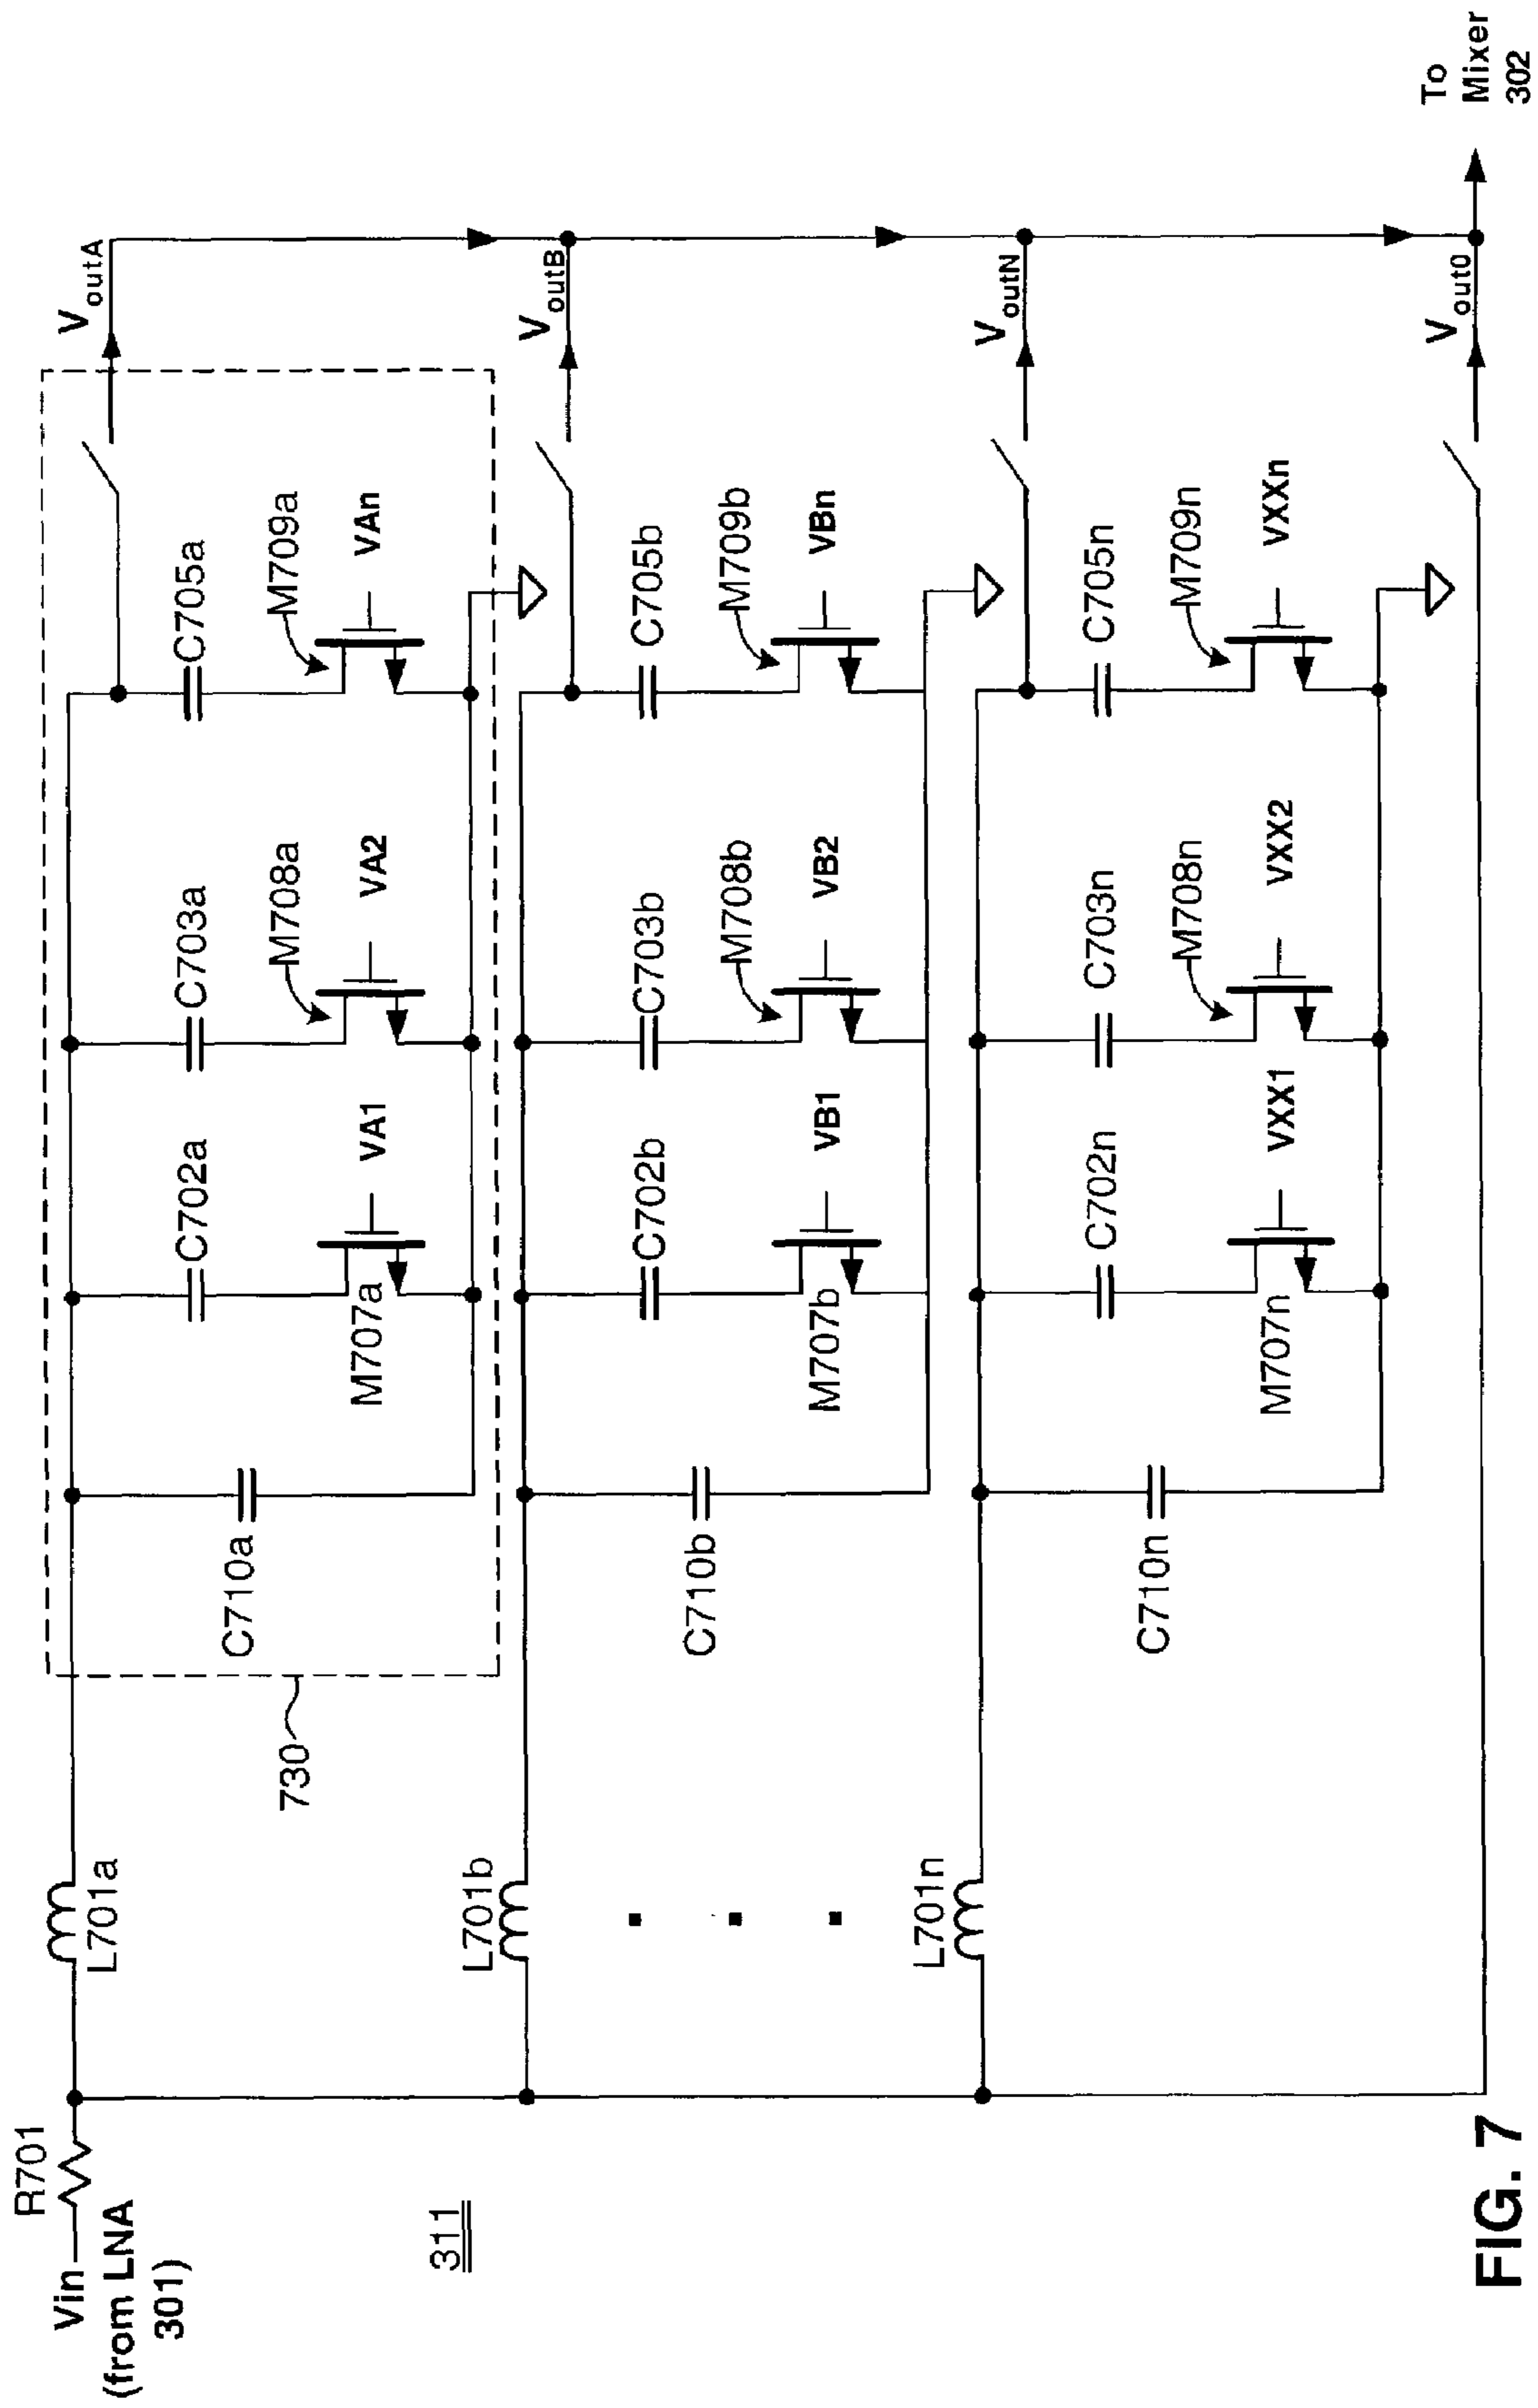 R701
Vin
(from LNA
301)
311
L701a
730
C710a
C702a
M707a
VA1
C703a
M708a
VA2
C705a
M709a
VAn
VoutA
L701b
C710b
C702b
M707b
VB1
C703b
M708b
VB2
C705b
M709b
VBn
VoutB
L701n
C710n
C702n
M707n
VXX1
C703n
M708n
VXX2
C705n
M709n
VXXn
VoutN
Vout0
To
Mixer
302
FIG. 7